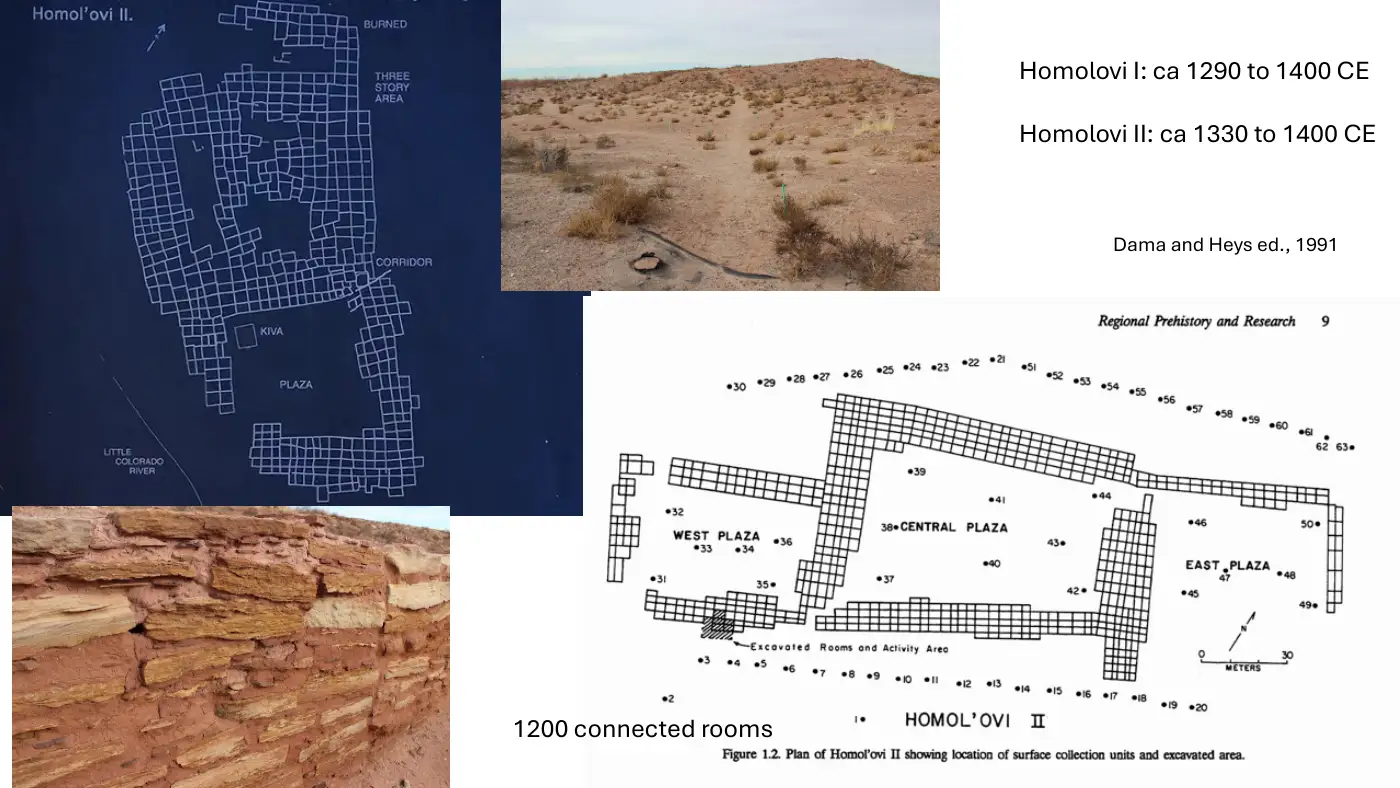 Homol'ovi II.
BURNED
THREE
STORY
AREA
CORRIDOR
KIVA
PLAZA
LITTLE
COLORADO
RIVER
Homolovi I: ca 1290 to 1400 CE
Homolovi II: ca 1330 to 1400 CE
Dama and Heys ed., 1991
Regional Prehistory and Research 9
30 29 28 27 26 25 24 23 22 21 51 52 53 54 55 56 57 58 59 60 61 62 63
39
41
44
32
38 CENTRAL PLAZA
46
50
WEST PLAZA
36
33 34
43
40
EAST PLAZA
47
48
31
35
37
42
45
49
N
Excavated Rooms and Activity Area
0 30
METERS
3 4 5 6 7 8 9 10 11 12 13 14 15 16 17 18 19 20
2
1
HOMOL'OVI II
1200 connected rooms
Figure 1.2. Plan of Homol'ovi II showing location of surface collection units and excavated area.